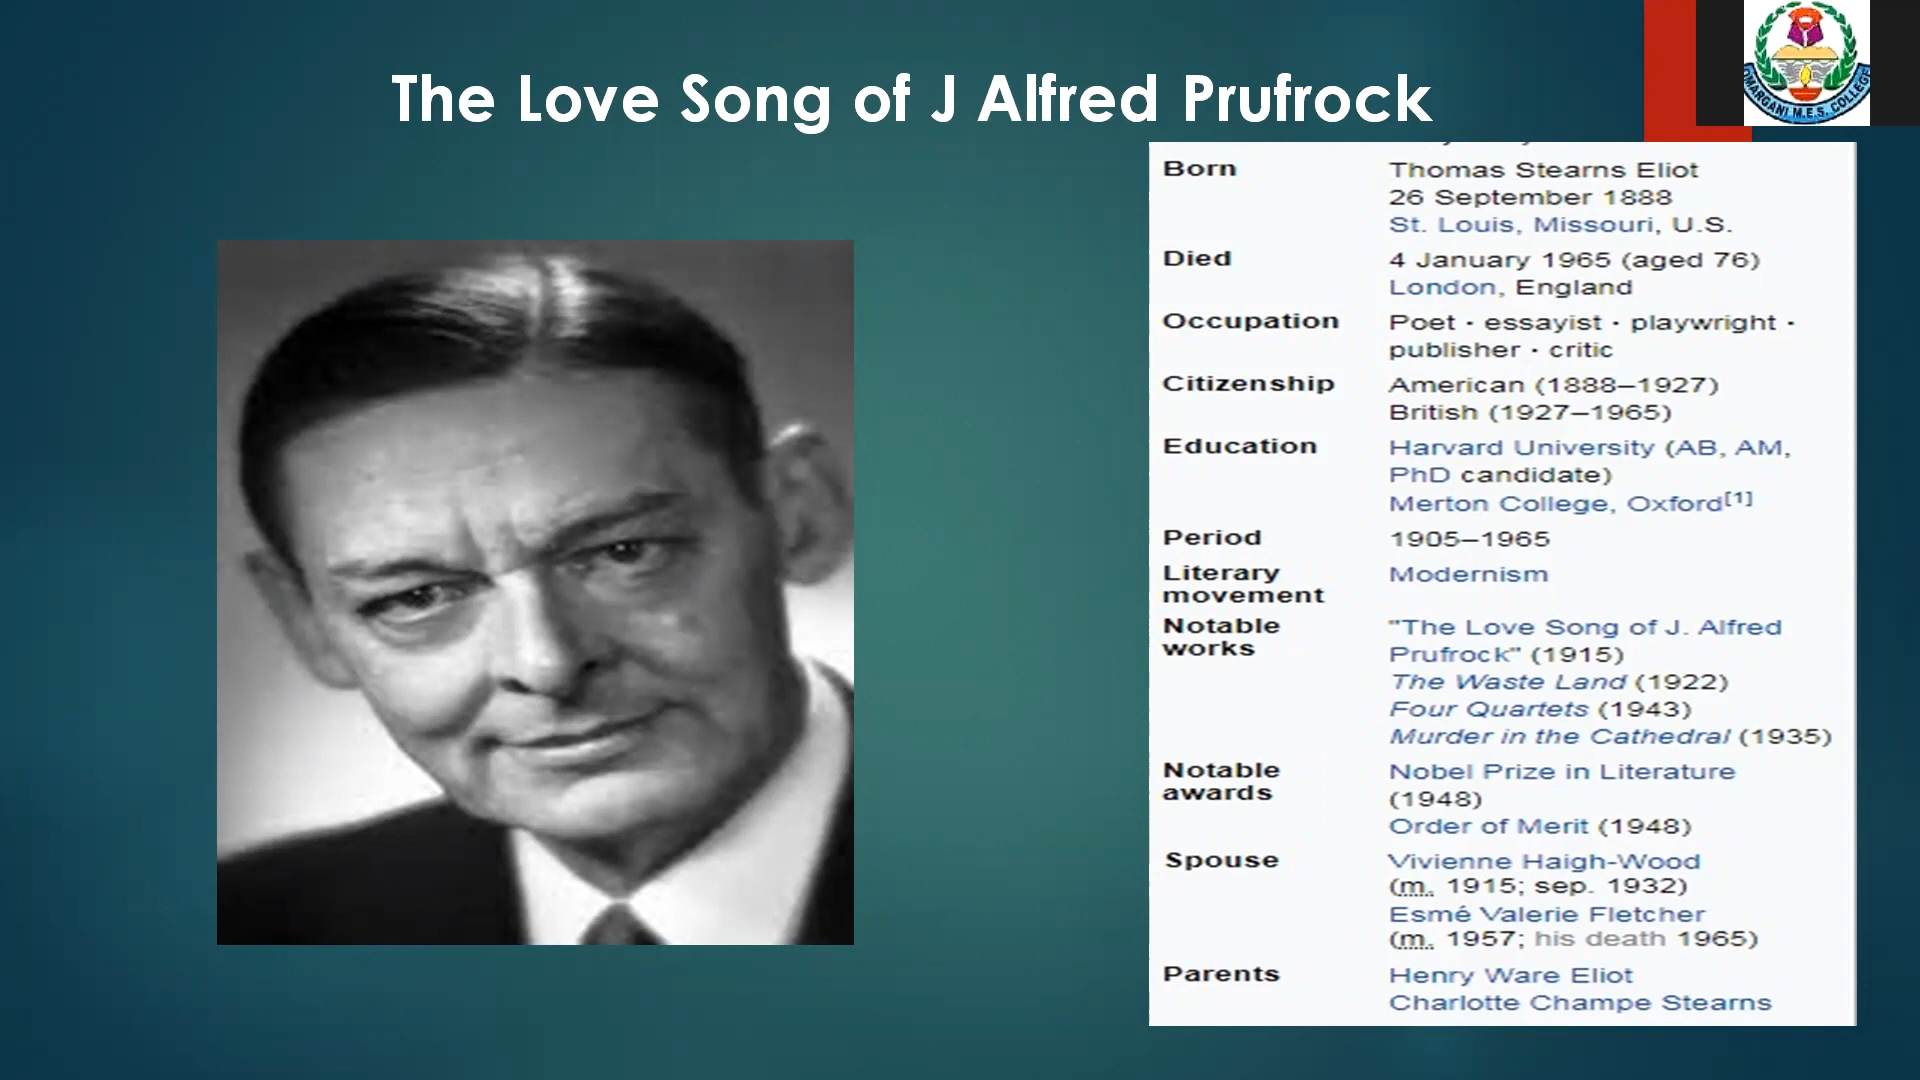 The Love Song of J Alfred Prufrock
MARGANI M.E.S. COLLEGE
Born Thomas Stearns Eliot
26 September 1888
St. Louis, Missouri, U.S.
Died 4 January 1965 (aged 76)
London, England
Occupation Poet · essayist · playwright ·
publisher · critic
Citizenship American (1888–1927)
British (1927–1965)
Education Harvard University (AB, AM,
PhD candidate)
Merton College, Oxford[1]
Period 1905–1965
Literary movement Modernism
Notable works "The Love Song of J. Alfred
Prufrock" (1915)
The Waste Land (1922)
Four Quartets (1943)
Murder in the Cathedral (1935)
Notable awards Nobel Prize in Literature
(1948)
Order of Merit (1948)
Spouse Vivienne Haigh-Wood
(m. 1915; sep. 1932)
Esmé Valerie Fletcher
(m. 1957; his death 1965)
Parents Henry Ware Eliot
Charlotte Champe Stearns